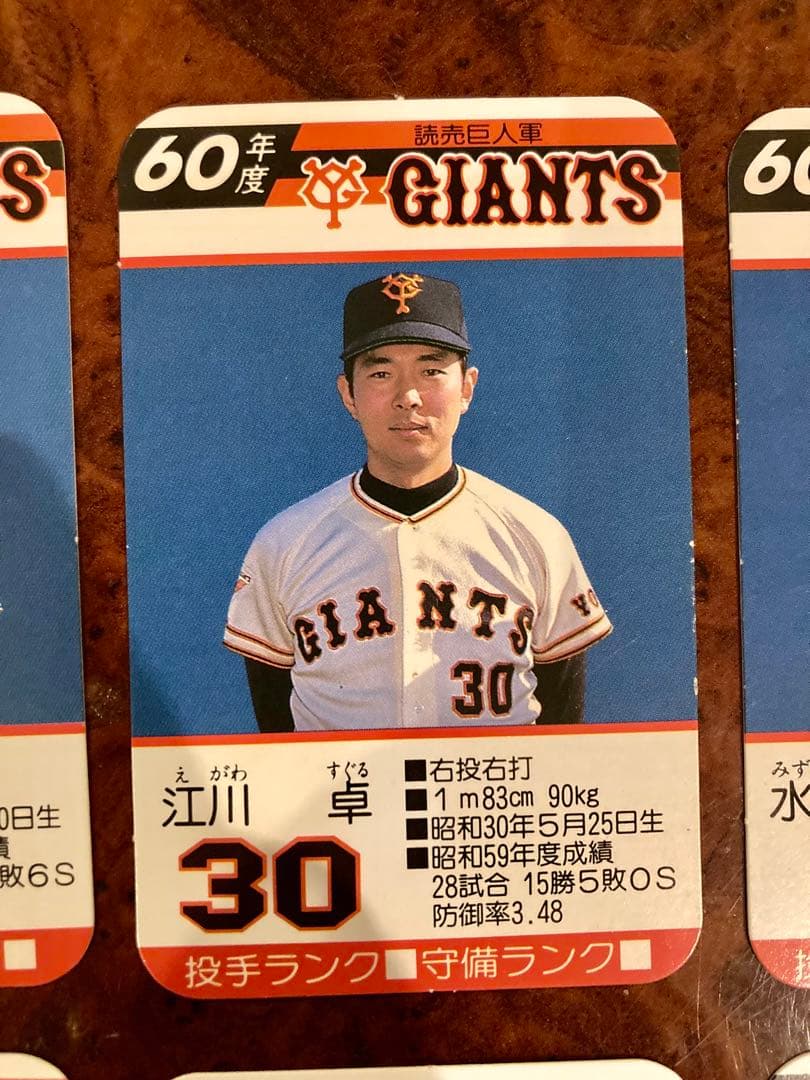 60年度
読売巨人軍
YG GIANTS
YG
GIANTS
YO
30
えがわ すぐる
江川 卓
30
■右投右打
■1m83cm 90kg
■昭和30年5月25日生
■昭和59年度成績
28試合 15勝5敗0S
防御率3.48
投手ランク□守備ランク□
S
0日生
績
敗6S
60
みず
水